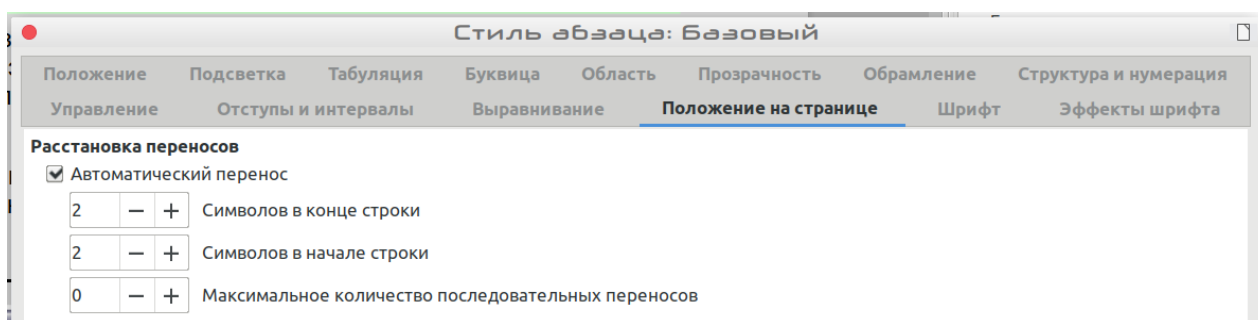 Стиль абзаца: Базовый
Положение Подсветка Табуляция Буквица Область Прозрачность Обрамление Структура и нумерация
Управление Отступы и интервалы Выравнивание Положение на странице Шрифт Эффекты шрифта
Расстановка переносов
Автоматический перенос
2 − + Символов в конце строки
2 − + Символов в начале строки
0 − + Максимальное количество последовательных переносов